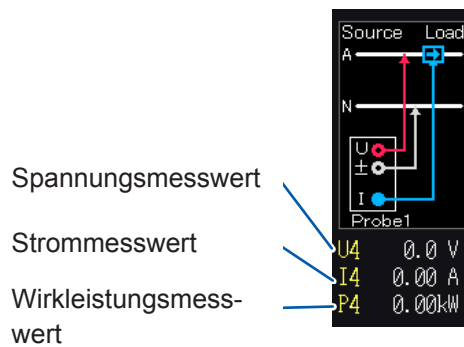 Source Load
A
N
U
±
I
Probe1
Spannungsmesswert
Strommesswert
Wirkleistungsmess-
wert
U4 0.0 V
I4 0.00 A
P4 0.00kW